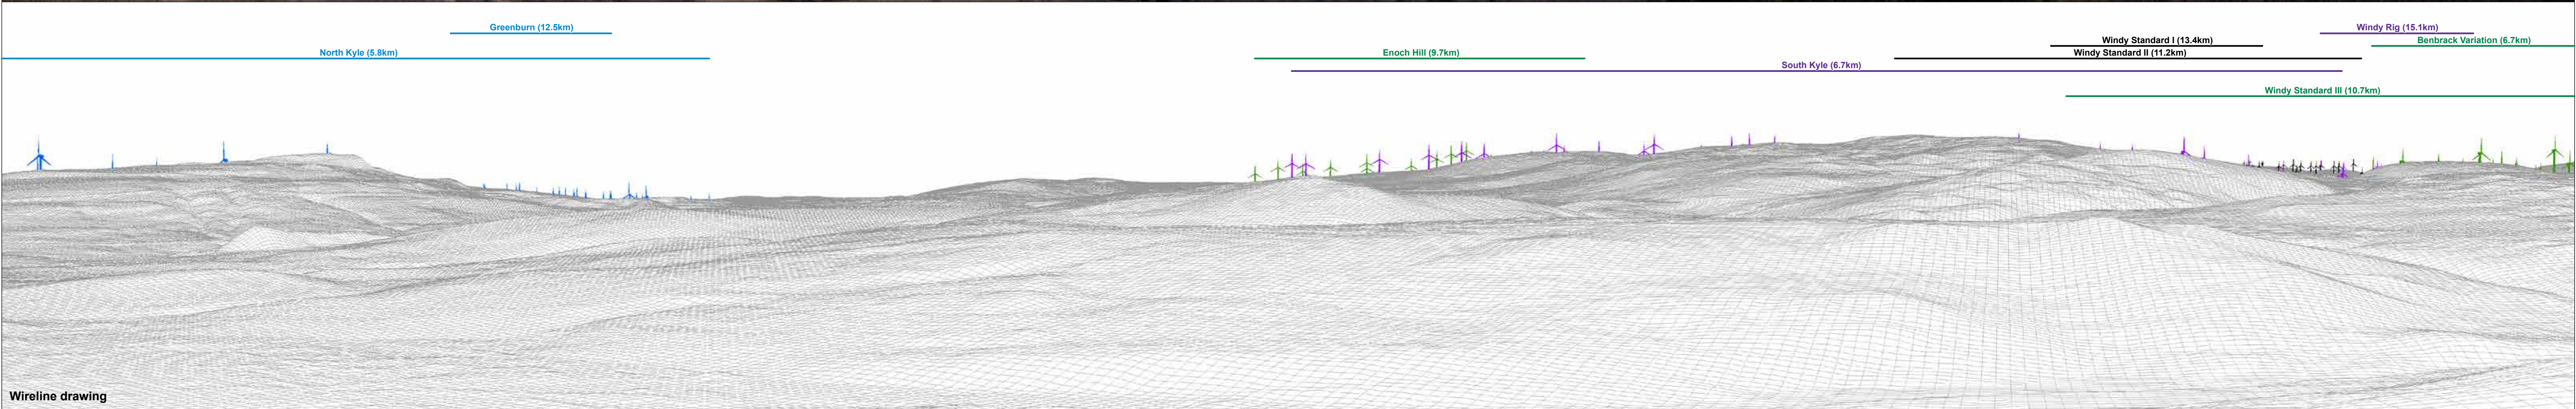 Greenburn (12.5km)
North Kyle (5.8km)
Enoch Hill (9.7km)
South Kyle (6.7km)
Windy Rig (15.1km)
Windy Standard I (13.4km)
Benbrack Variation (6.7km)
Windy Standard II (11.2km)
Windy Standard III (10.7km)
Wireline drawing